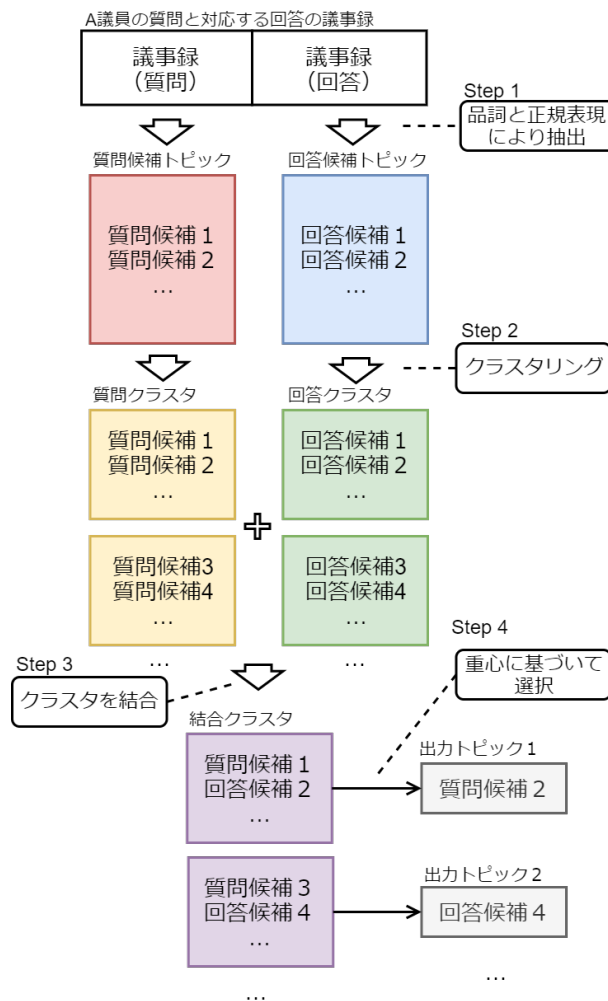 A議員の質問と対応する回答の議事録
議事録
（質問）
議事録
（回答）
Step 1
品詞と正規表現
により抽出
質問候補トピック
回答候補トピック
質問候補１
質問候補２
…
回答候補１
回答候補２
…
Step 2
クラスタリング
質問クラスタ
回答クラスタ
質問候補１
質問候補２
…
回答候補１
回答候補２
…
質問候補3
質問候補4
…
回答候補3
回答候補4
…
…
…
Step 3
クラスタを結合
Step 4
重心に基づいて
選択
結合クラスタ
質問候補１
回答候補２
…
出力トピック１
質問候補２
質問候補３
回答候補４
…
出力トピック２
回答候補４
…
…